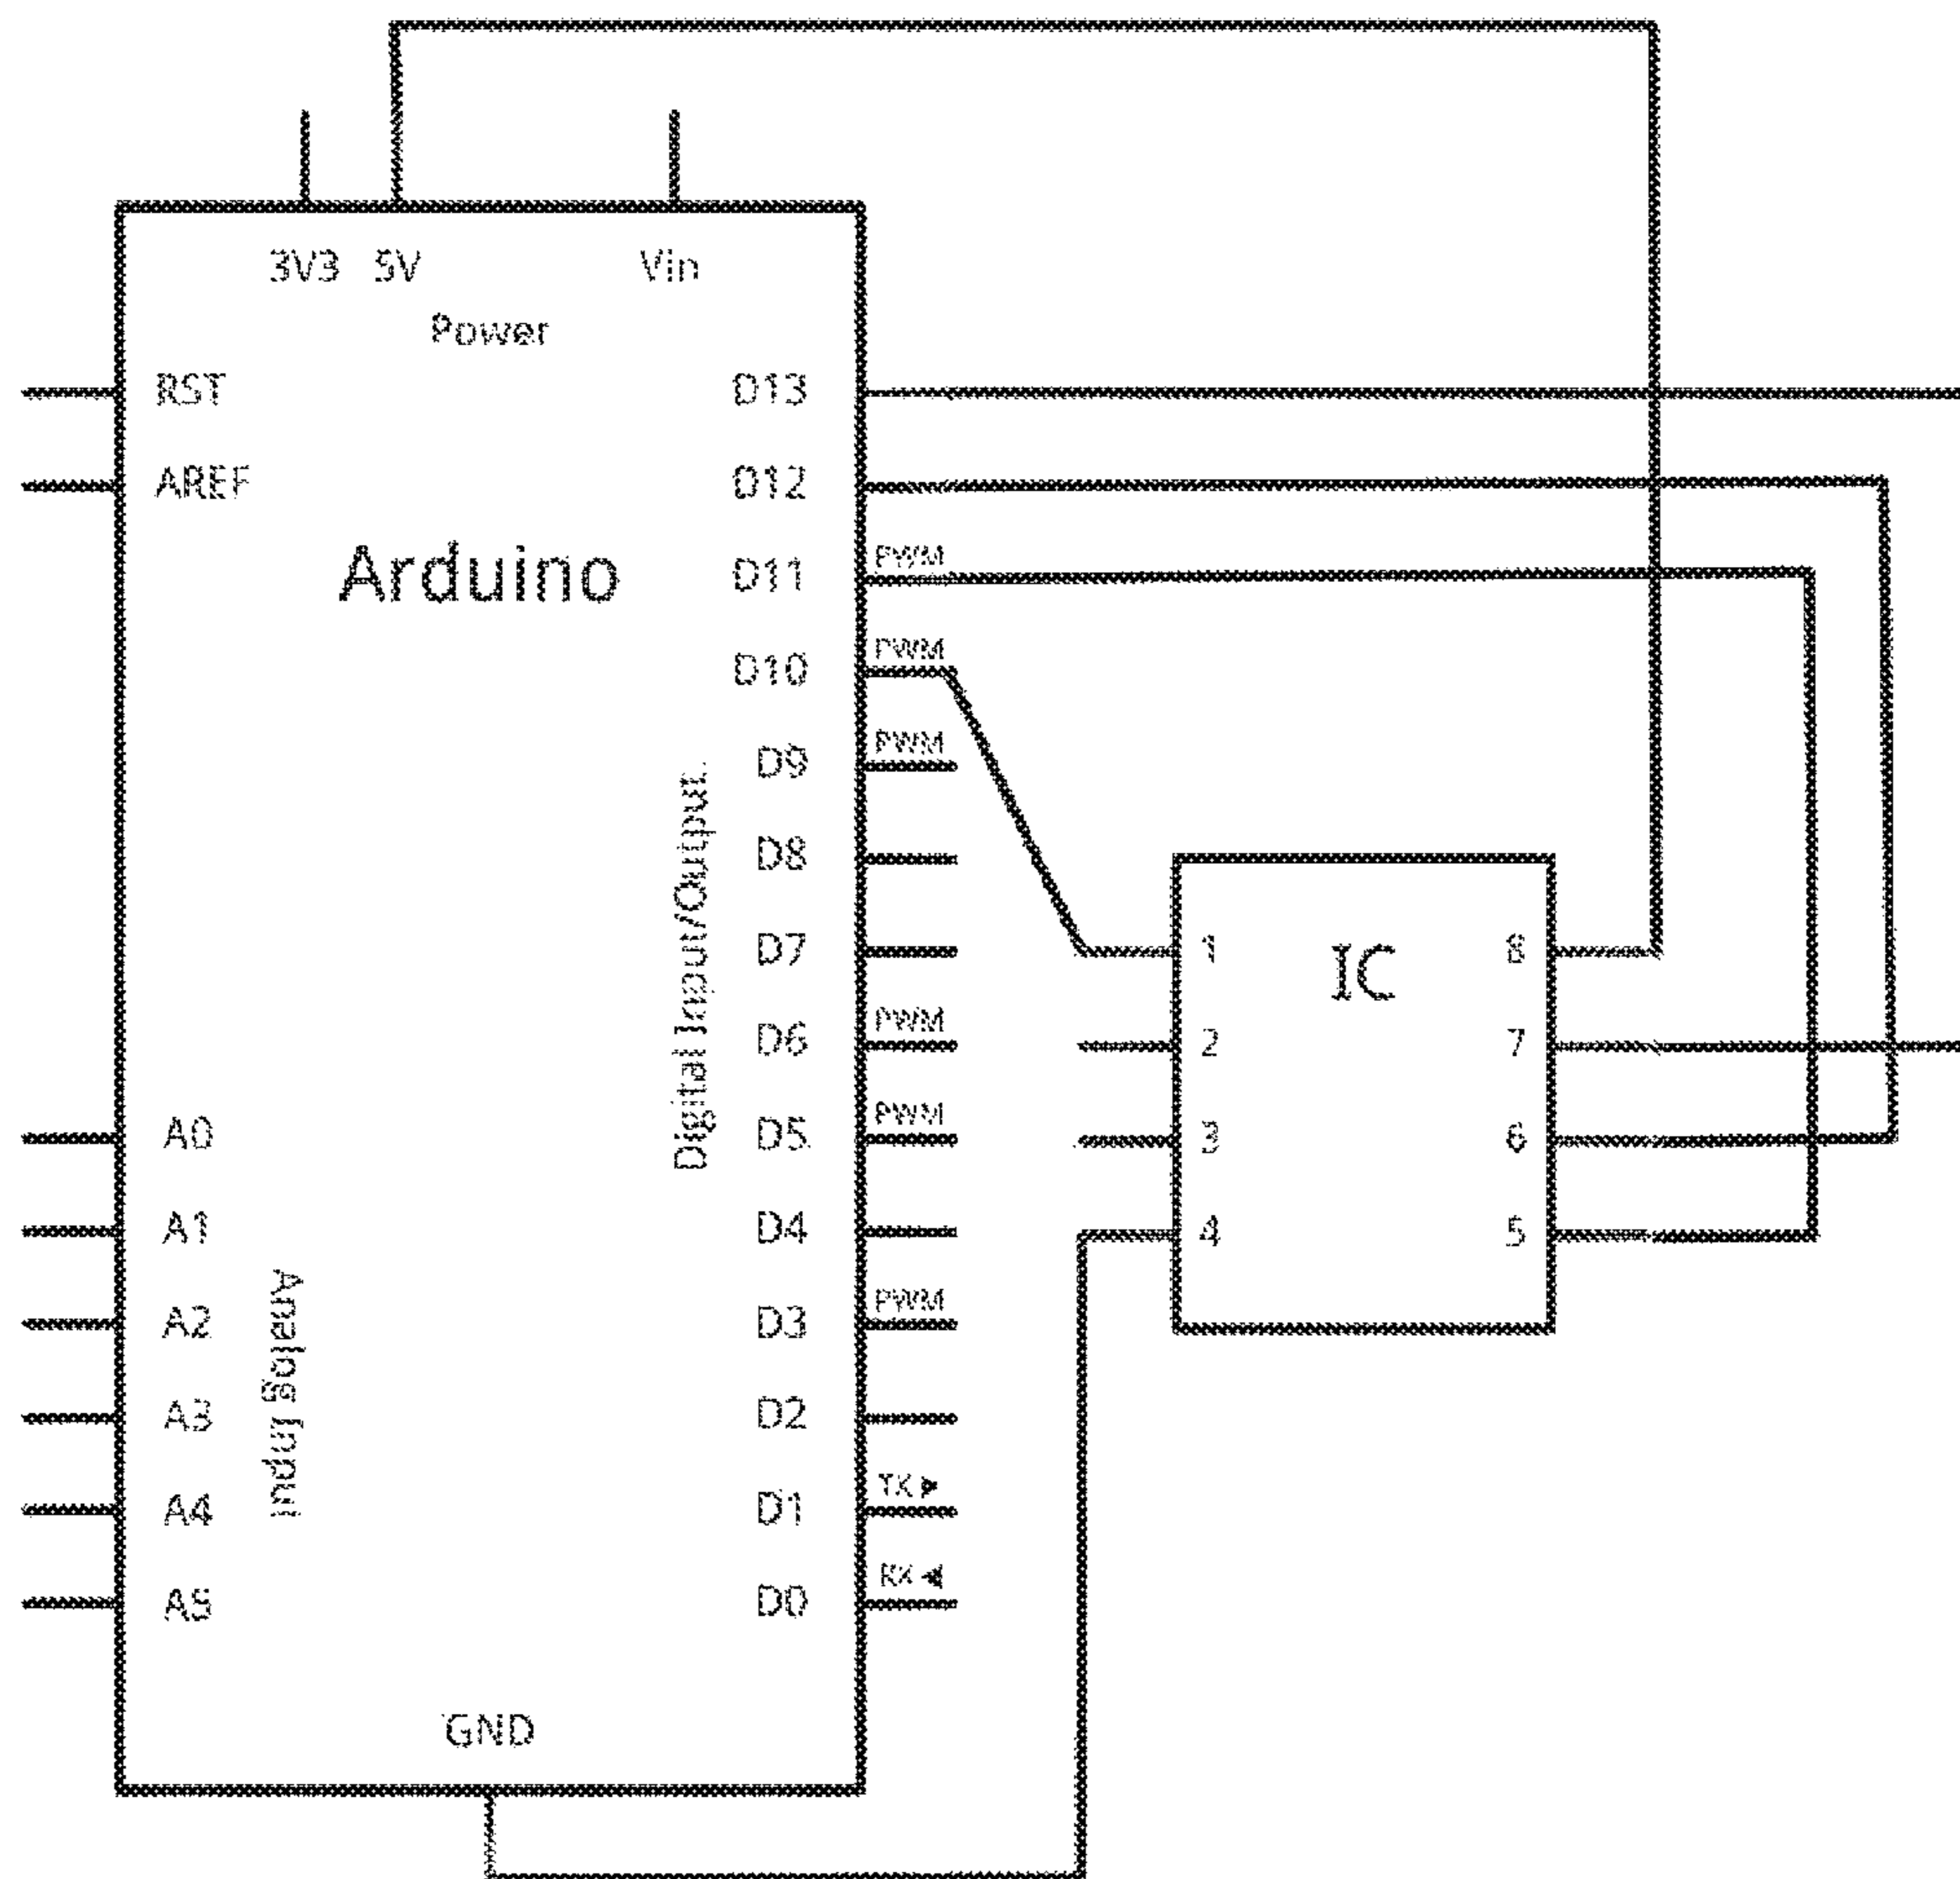 3V3 5V Vin
Power
RST
AREF
Arduino
D13
D12
D11 PWM
D10 PWM
D9 PWM
D8
D7
D6 PWM
D5 PWM
D4
D3 PWM
D2
D1 TX
D0 RX
Digital Input/Output
A0
A1
A2
A3
A4
A5
Analog Input
GND
IC
1
2
3
4
8
7
6
5